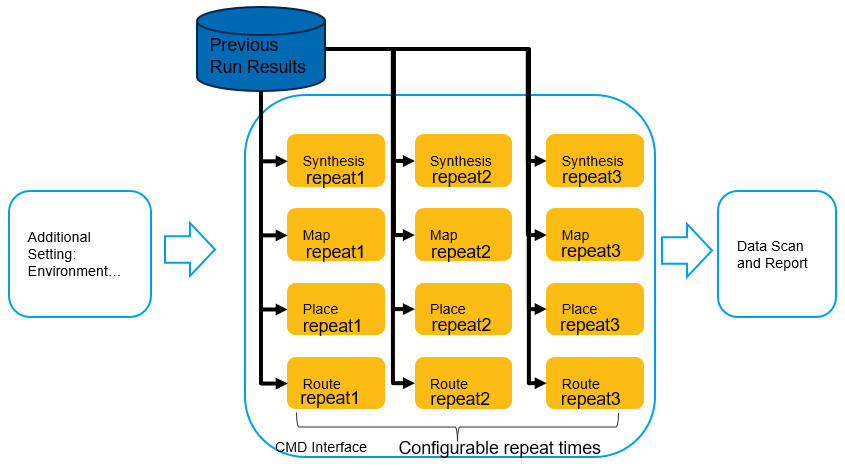 Previous
Run Results
Additional
Setting:
Environment…
Synthesis
repeat1
Synthesis
repeat2
Synthesis
repeat3
Map
repeat1
Map
repeat2
Map
repeat3
Place
repeat1
Place
repeat2
Place
repeat3
Route
repeat1
Route
repeat2
Route
repeat3
CMD Interface
Configurable repeat times
Data Scan
and Report